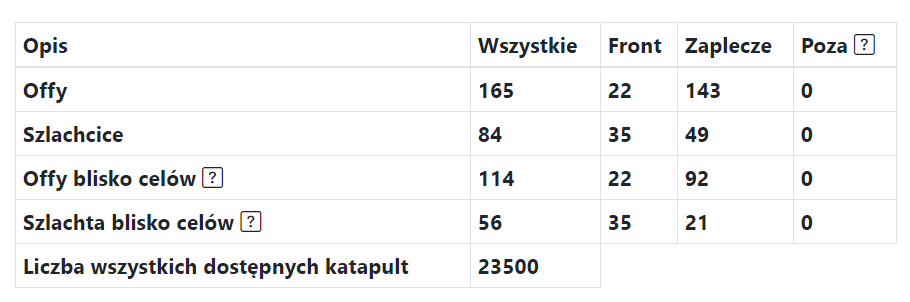 Opis Wszystkie Front Zaplecze Poza ?
Offy 165 22 143 0
Szlachcice 84 35 49 0
Offy blisko celów ? 114 22 92 0
Szlachta blisko celów ? 56 35 21 0
Liczba wszystkich dostępnych katapult 23500